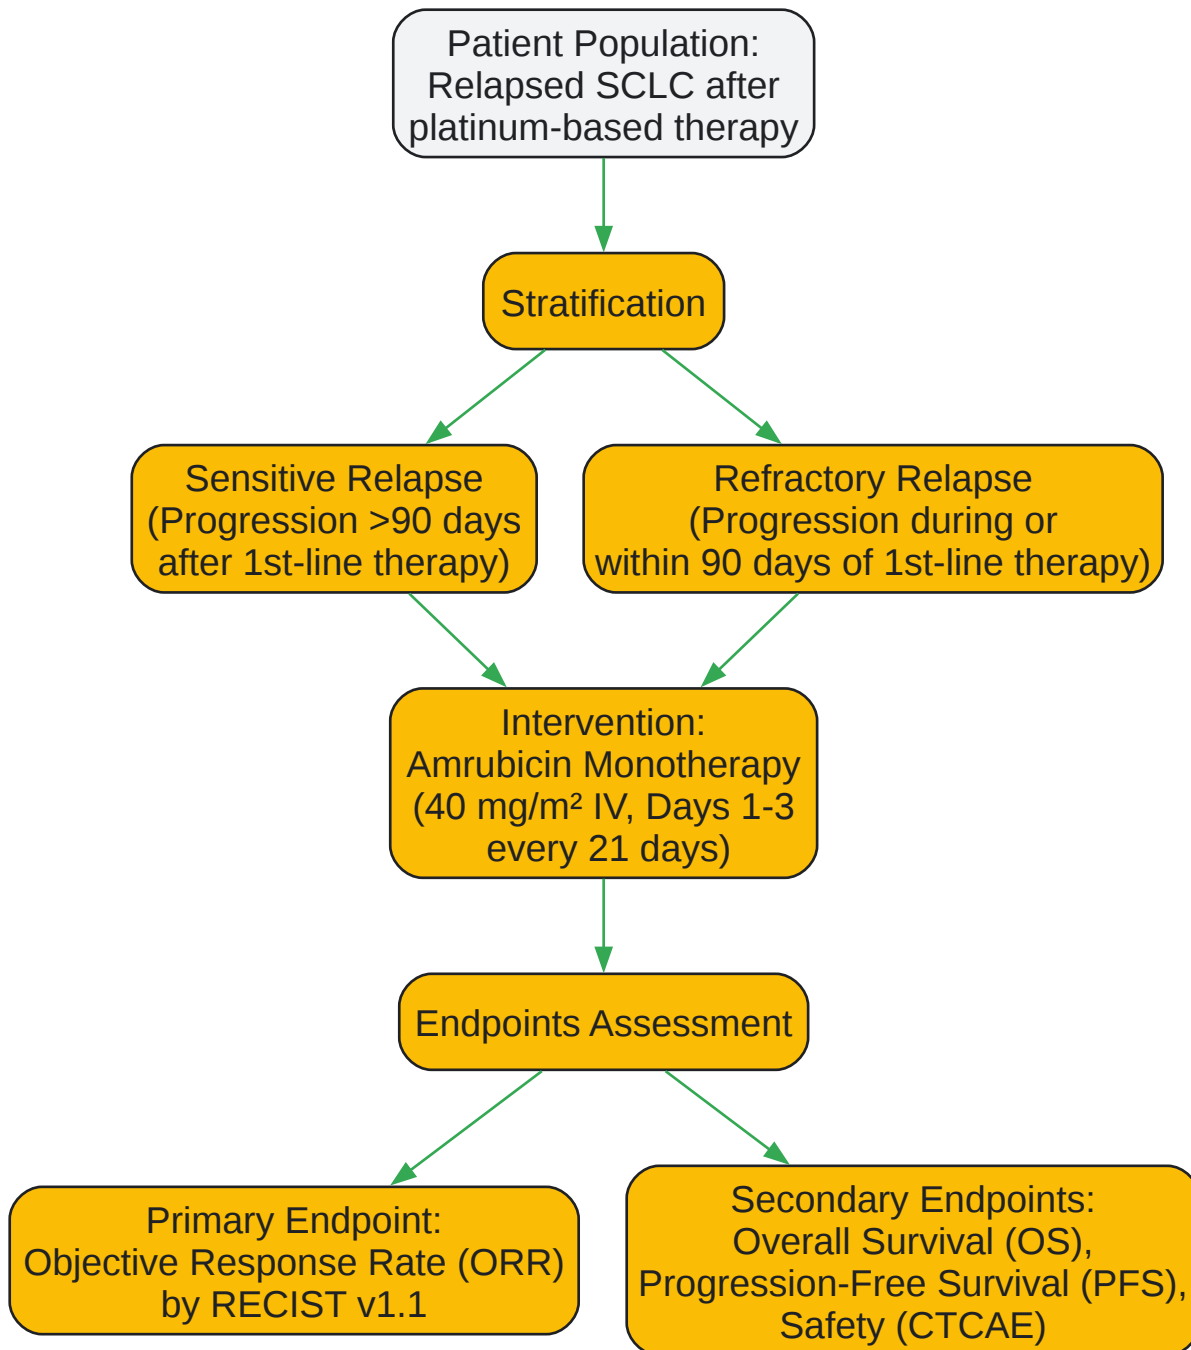 Patient Population:
Relapsed SCLC after
platinum-based therapy
Stratification
Sensitive Relapse
(Progression >90 days
after 1st-line therapy)
Refractory Relapse
(Progression during or
within 90 days of 1st-line therapy)
Intervention:
Amrubicin Monotherapy
(40 mg/m² IV, Days 1-3
every 21 days)
Endpoints Assessment
Primary Endpoint:
Objective Response Rate (ORR)
by RECIST v1.1
Secondary Endpoints:
Overall Survival (OS),
Progression-Free Survival (PFS),
Safety (CTCAE)